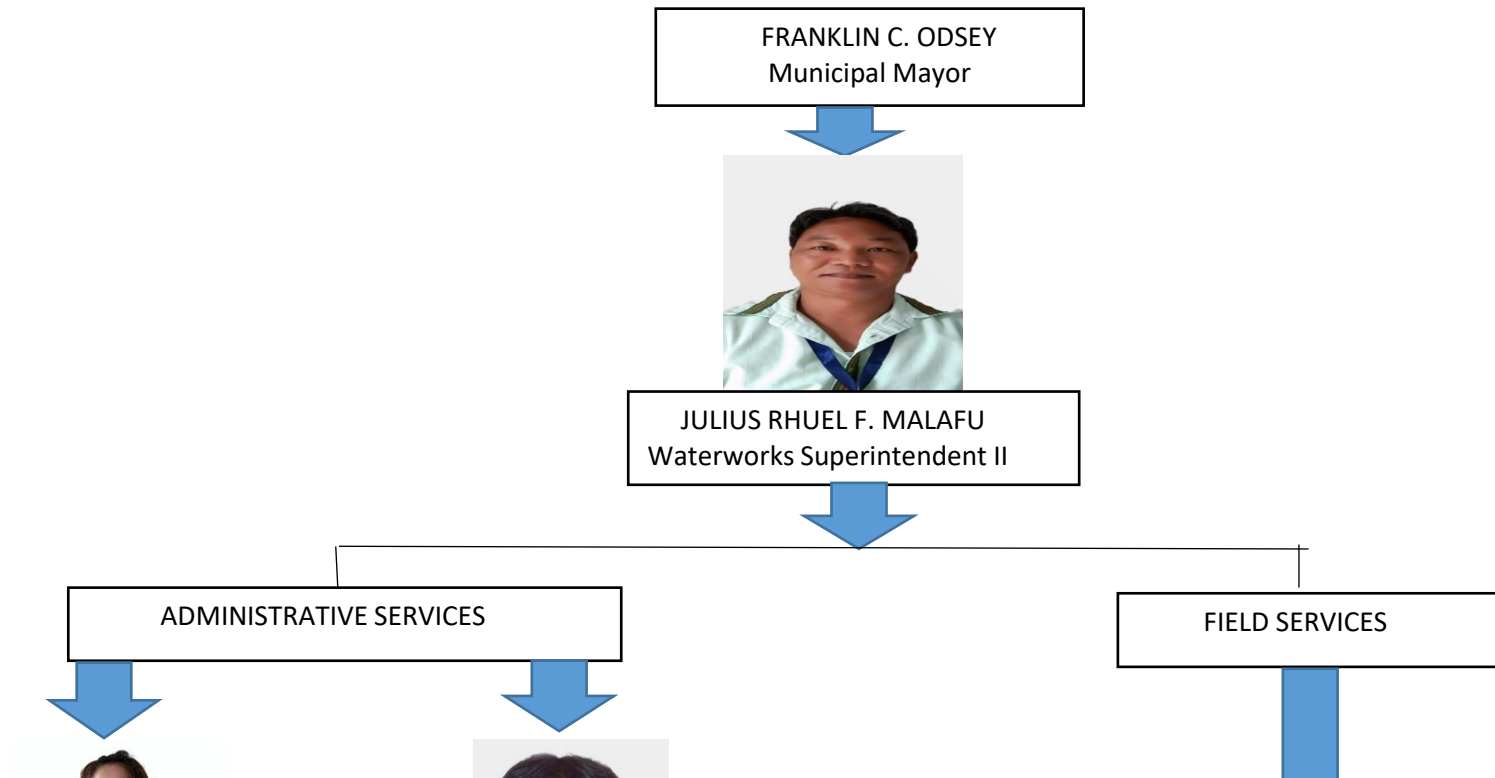 FRANKLIN C. ODSEY
Municipal Mayor
JULIUS RHUEL F. MALAFU
Waterworks Superintendent II
ADMINISTRATIVE SERVICES
FIELD SERVICES